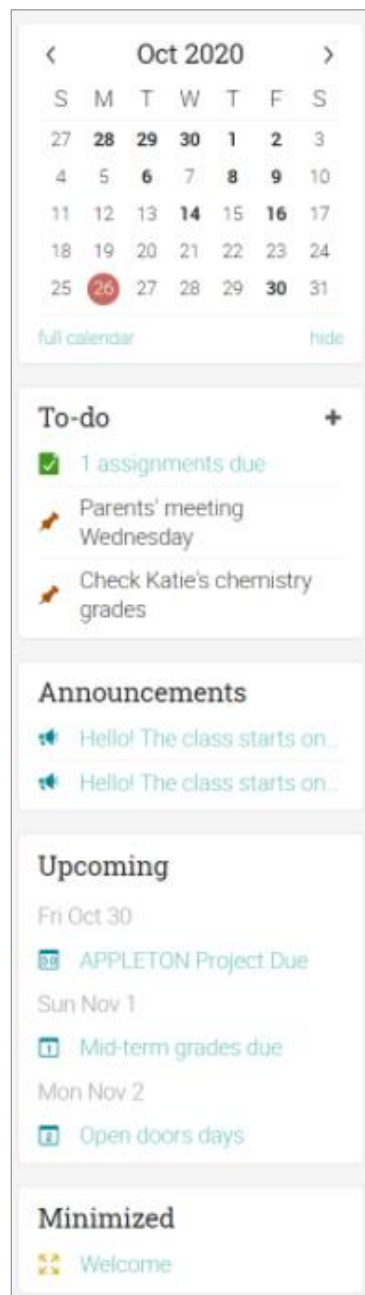 Oct 2020
S M T W T F S
27 28 29 30 1 2 3
4 5 6 7 8 9 10
11 12 13 14 15 16 17
18 19 20 21 22 23 24
25 26 27 28 29 30 31
full calendar hide
To-do
1 assignments due
Parents' meeting
Wednesday
Check Katie's chemistry
grades
Announcements
Hello! The class starts on...
Hello! The class starts on...
Upcoming
Fri Oct 30
APPLETON Project Due
Sun Nov 1
1 Mid-term grades due
Mon Nov 2
2 Open doors days
Minimized
Welcome